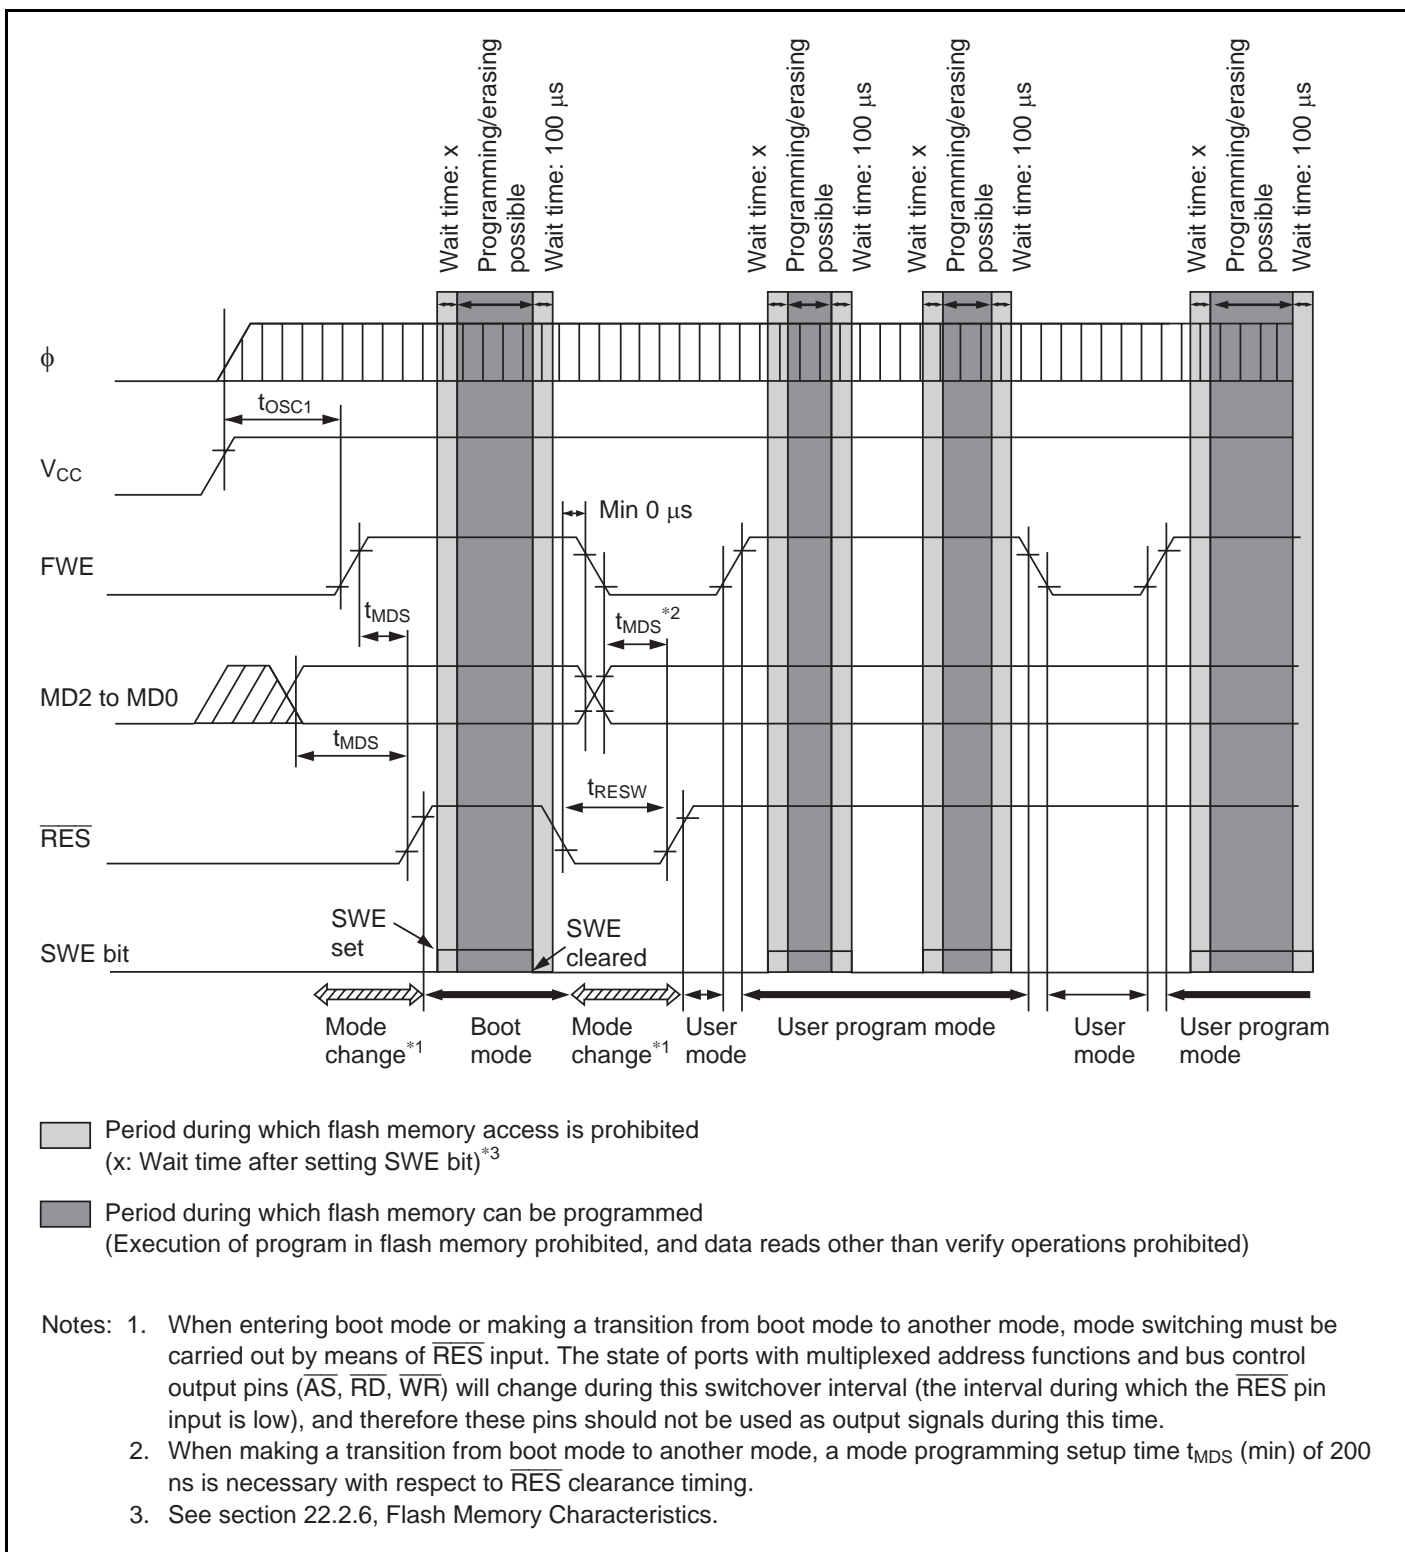 Wait time: x
Programming/erasing
possible
Wait time: 100 μs
Wait time: x
Programming/erasing
possible
Wait time: 100 μs
Wait time: x
Programming/erasing
possible
Wait time: 100 μs
Wait time: x
Programming/erasing
possible
Wait time: 100 μs
ϕ
tOSC1
VCC
Min 0 μs
FWE
tMDS
tMDS*2
MD2 to MD0
tMDS
tRESW
RES
SWE
set
SWE
cleared
SWE bit
Mode
change*1
Boot
mode
Mode
change*1
User
mode
User program mode
User
mode
User program
mode
Period during which flash memory access is prohibited
(x: Wait time after setting SWE bit)*3
Period during which flash memory can be programmed
(Execution of program in flash memory prohibited, and data reads other than verify operations prohibited)
Notes: 1. When entering boot mode or making a transition from boot mode to another mode, mode switching must be
carried out by means of RES input. The state of ports with multiplexed address functions and bus control
output pins (AS, RD, WR) will change during this switchover interval (the interval during which the RES pin
input is low), and therefore these pins should not be used as output signals during this time.
2. When making a transition from boot mode to another mode, a mode programming setup time tMDS (min) of 200
ns is necessary with respect to RES clearance timing.
3. See section 22.2.6, Flash Memory Characteristics.